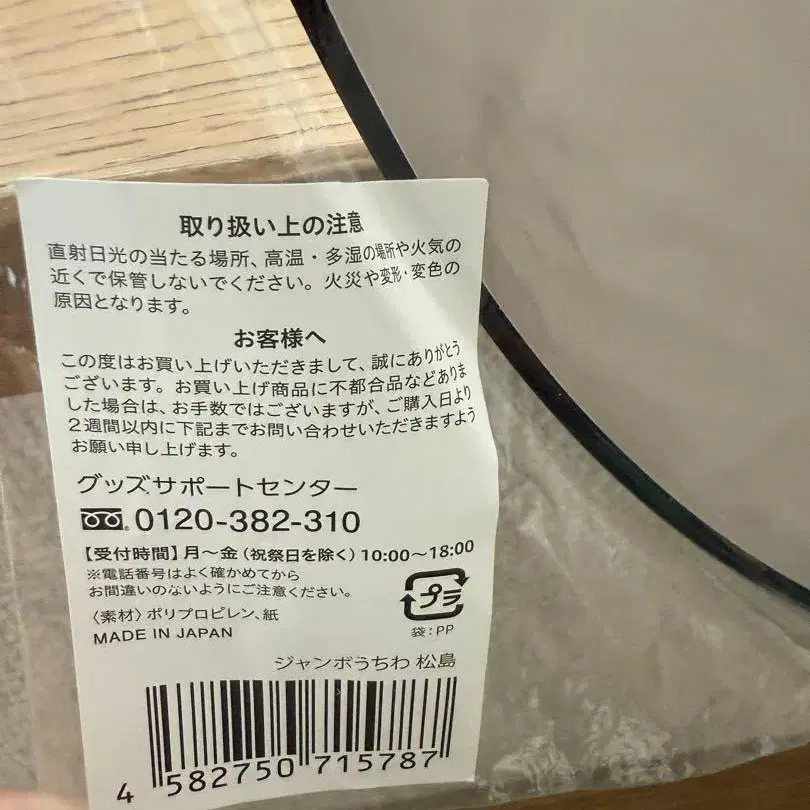 取り扱い上の注意
直射日光の当たる場所、高温・多湿の場所や火気の
近くで保管しないでください。火災や変形・変色の
原因となります。
お客様へ
この度はお買い上げいただきまして、誠にありがとう
ございます。お買い上げ商品に不都合品などありま
した場合は、お手数ではございますが、ご購入日より
2週間以内に下記までお問い合わせいただきますよう
お願い申し上げます。
グッズサポートセンター
0120-382-310
【受付時間】月〜金(祝祭日を除く)10:00〜18:00
※電話番号はよく確かめてから
お間違いのないようにご注意ください。
〈素材〉ポリプロピレン、紙
MADE IN JAPAN
プラ
袋:PP
ジャンボうちわ 松島
4 582750 715787